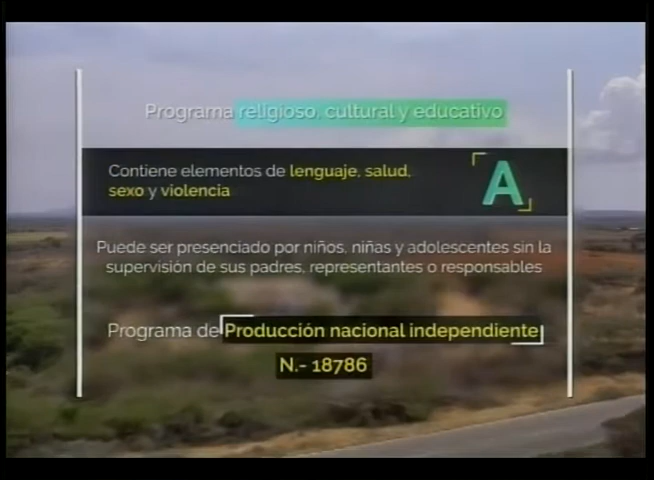 Programa religioso, cultural y educativo
Contiene elementos de lenguaje, salud,
sexo y violencia
A
Puede ser presenciado por niños, niñas y adolescentes sin la
supervisión de sus padres, representantes o responsables
Programa de Producción nacional independiente
N.- 18786